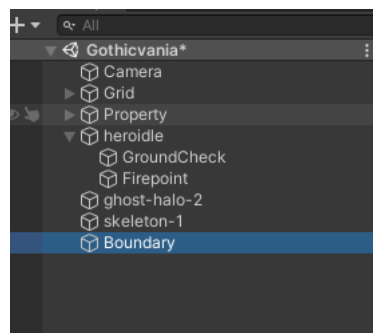 All
Gothicvania*
Camera
Grid
Property
heroidle
GroundCheck
Firepoint
ghost-halo-2
skeleton-1
Boundary